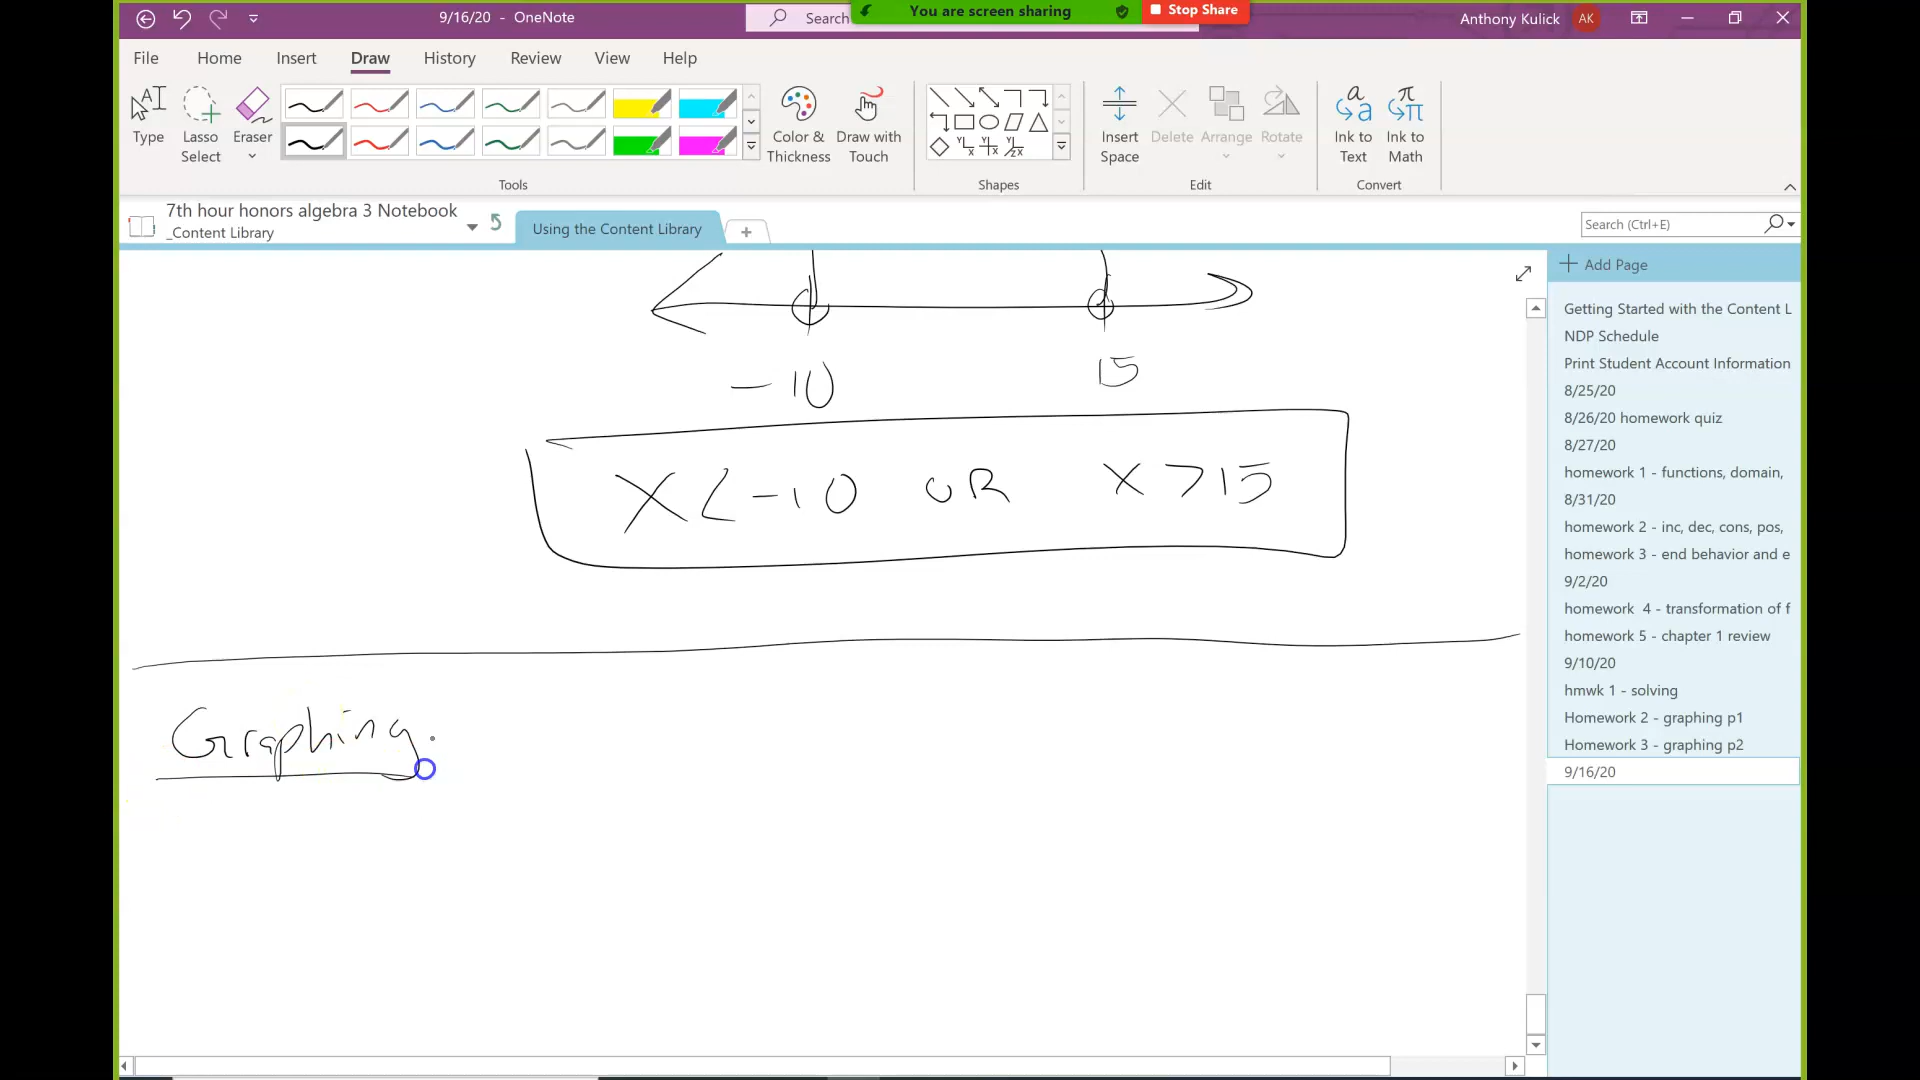 9/16/20 - OneNote
Search
You are screen sharing
Stop Share
Anthony Kulick AK
File Home Insert Draw History Review View Help
Type
Lasso Select
Eraser
Color & Thickness
Draw with Touch
Insert Space
Delete
Arrange
Rotate
Ink to Text
Ink to Math
Tools
Shapes
Edit
Convert
7th hour honors algebra 3 Notebook
_Content Library
Using the Content Library
Search (Ctrl+E)
-10 15
X<-10 OR X>15
Graphing:
Add Page
Getting Started with the Content L
NDP Schedule
Print Student Account Information
8/25/20
8/26/20 homework quiz
8/27/20
homework 1 - functions, domain,
8/31/20
homework 2 - inc, dec, cons, pos,
homework 3 - end behavior and e
9/2/20
homework 4 - transformation of f
homework 5 - chapter 1 review
9/10/20
hmwk 1 - solving
Homework 2 - graphing p1
Homework 3 - graphing p2
9/16/20